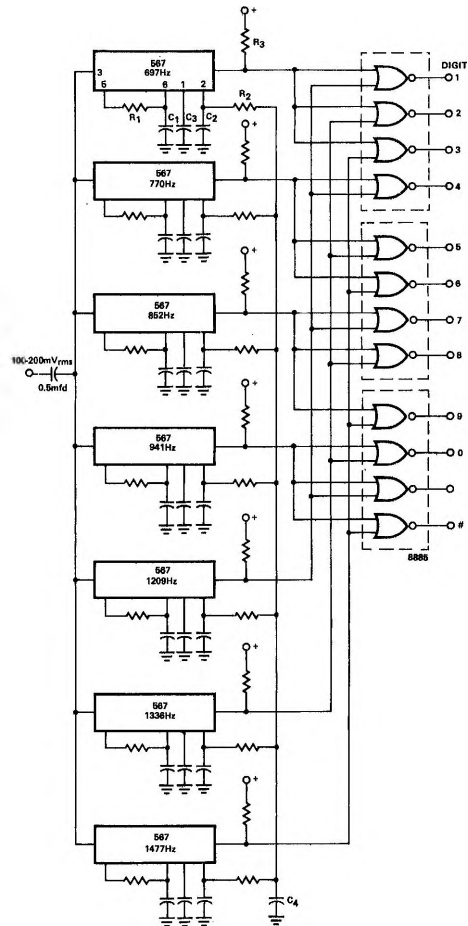 +
R3
567
697Hz
3
5 6 1 2
R1
C1 C3 C2
R2
DIGIT
1
2
3
4
+
567
770Hz
5
6
7
8
+
567
852Hz
100-200mVrms
0.5mfd
9
0
#
8885
+
567
941Hz
+
567
1209Hz
+
567
1336Hz
+
567
1477Hz
C4